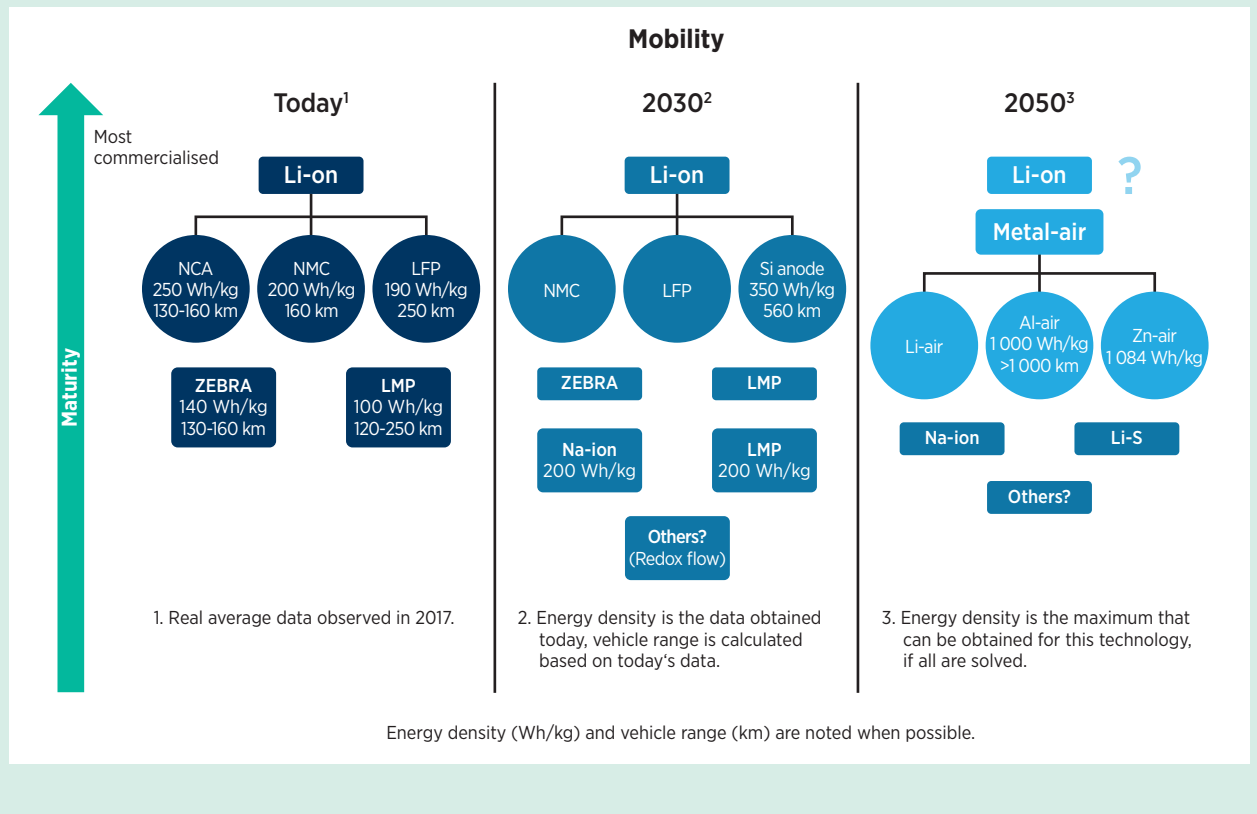 Mobility
Today1
Most
commercialised
Li-on
NCA
250 Wh/kg
130-160 km
NMC
200 Wh/kg
160 km
LFP
190 Wh/kg
250 km
ZEBRA
140 Wh/kg
130-160 km
LMP
100 Wh/kg
120-250 km
Maturity
1. Real average data observed in 2017.
20302
Li-on
NMC
LFP
Si anode
350 Wh/kg
560 km
ZEBRA
LMP
Na-ion
200 Wh/kg
LMP
200 Wh/kg
Others?
(Redox flow)
2. Energy density is the data obtained
today, vehicle range is calculated
based on today‘s data.
20503
Li-on
?
Metal-air
Li-air
Al-air
1 000 Wh/kg
>1 000 km
Zn-air
1 084 Wh/kg
Na-ion
Li-S
Others?
3. Energy density is the maximum that
can be obtained for this technology,
if all are solved.
Energy density (Wh/kg) and vehicle range (km) are noted when possible.